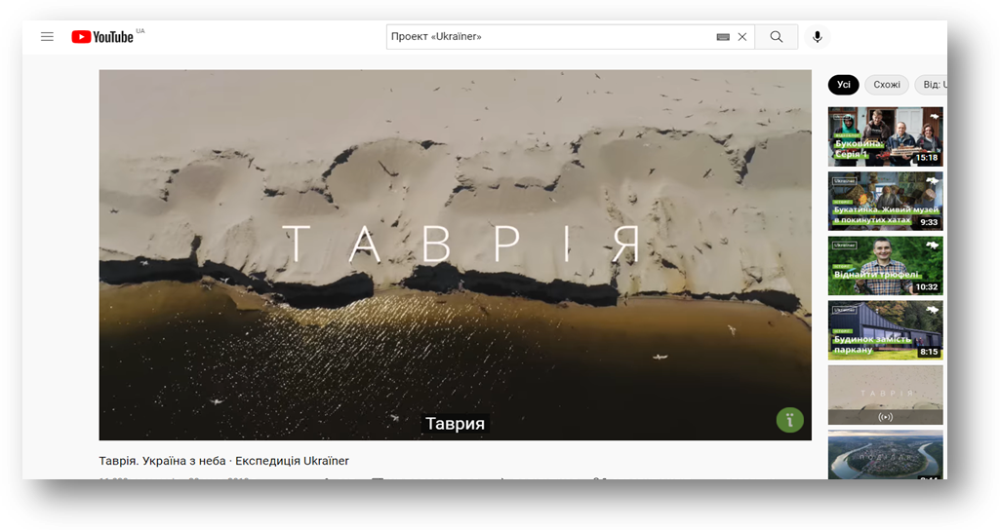 YouTube UA
Проект «Ukraïner»
Усі
Схожі
Від: U
ТАВРІЯ
Таврия
ї
Таврія. Україна з неба · Експедиція Ukraïner
Ukraïner
Буковина.
Серія 1
15:18
Ukraïner
Букатинка. Живий музей
в покинутих хатах
9:33
Ukraïner
Віднайти трюфелі
10:32
Ukraïner
Будинок замість
паркану
8:15
ТАВРІЯ